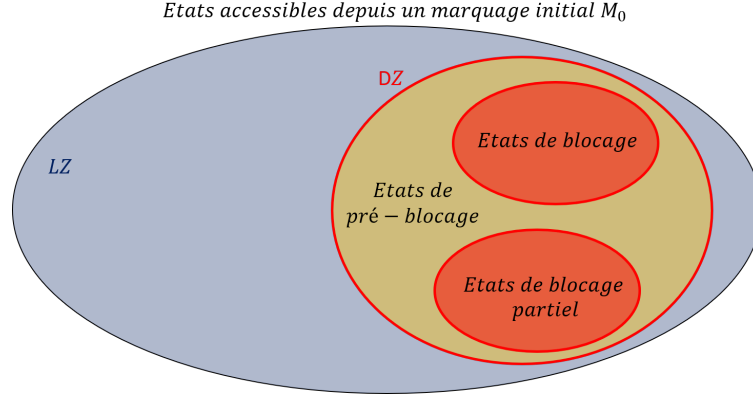 Etats accessibles depuis un marquage initial M₀
DZ
Etats de blocage
LZ
Etats de
pré − blocage
Etats de blocage
partiel